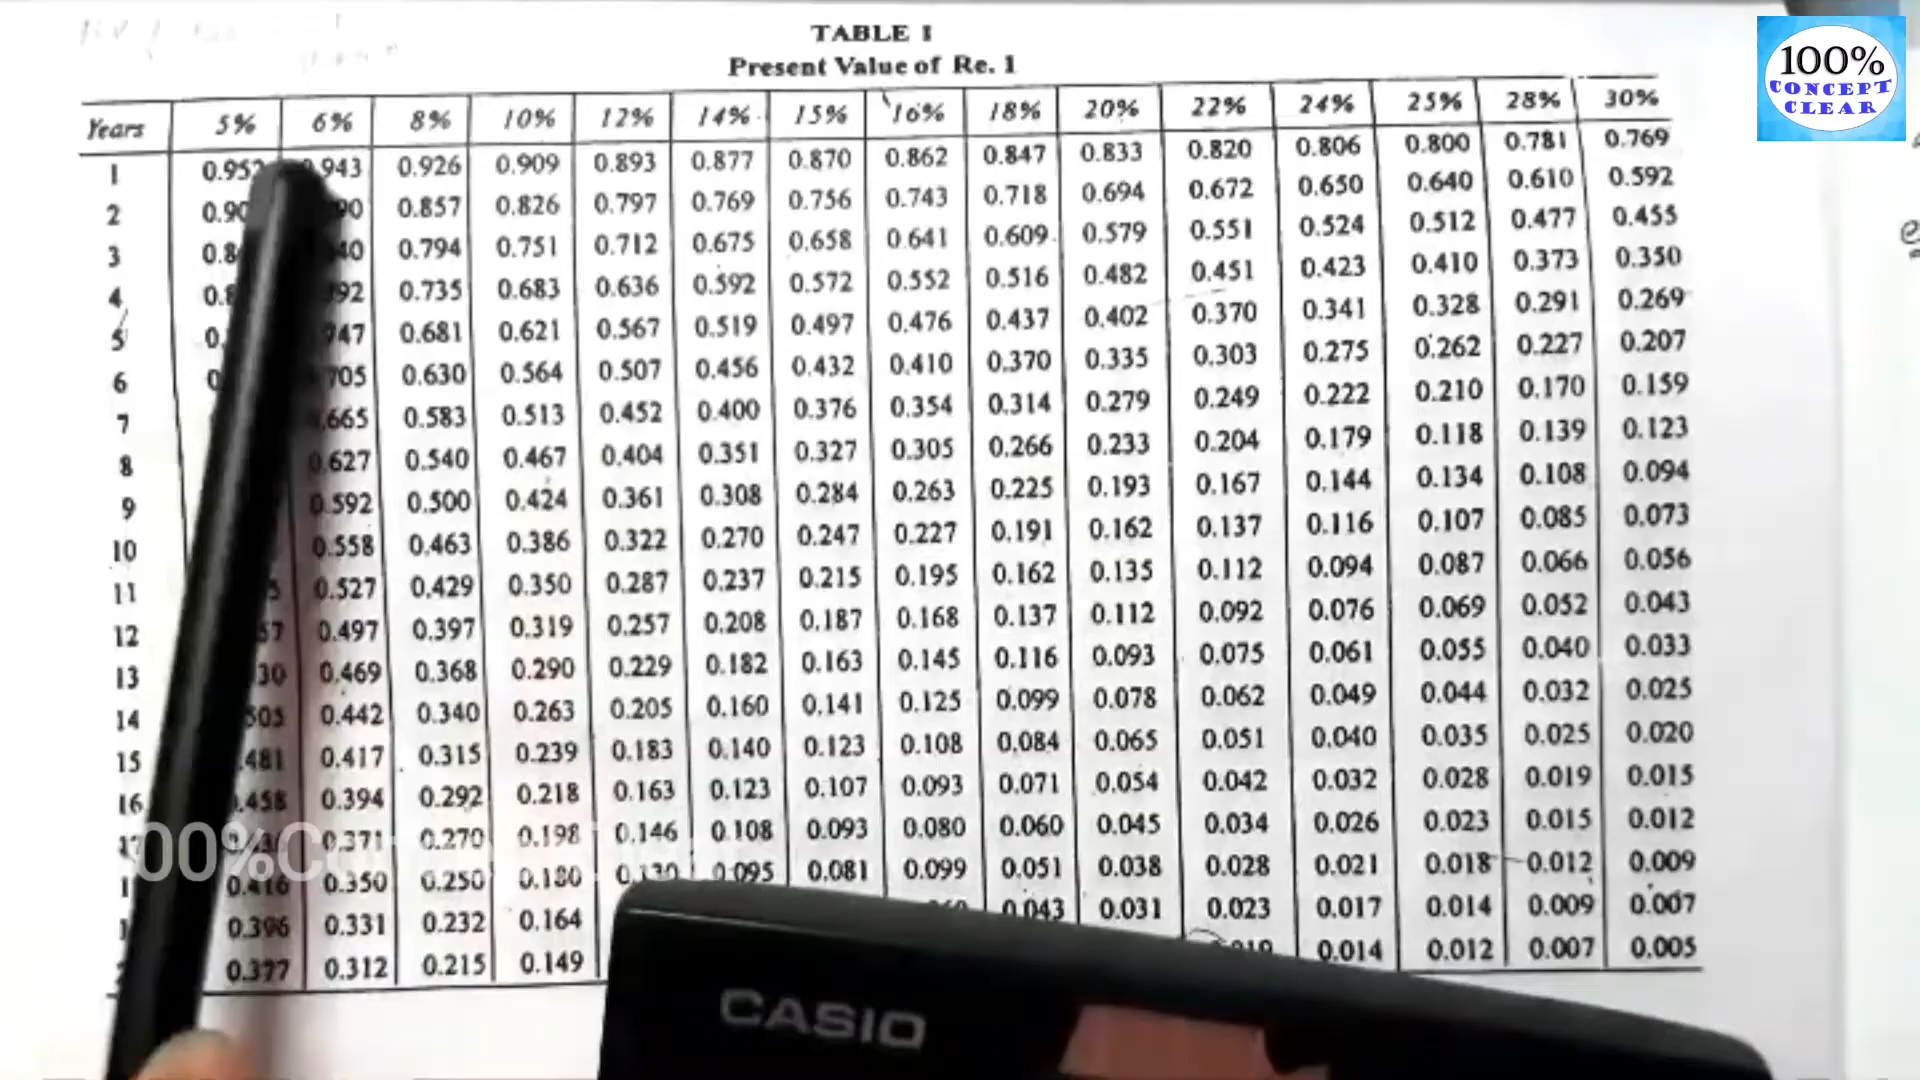 TABLE I
Present Value of Re. 1
100%
CONCEPT
CLEAR
Years 5% 6% 8% 10% 12% 14% 15% 16% 18% 20% 22% 24% 25% 28% 30%
1 0.95 .943 0.926 0.909 0.893 0.877 0.870 0.862 0.847 0.833 0.820 0.806 0.800 0.781 0.769
2 0.90 90 0.857 0.826 0.797 0.769 0.756 0.743 0.718 0.694 0.672 0.650 0.640 0.610 0.592
3 0.8 40 0.794 0.751 0.712 0.675 0.658 0.641 0.609 0.579 0.551 0.524 0.512 0.477 0.455
4 0. 92 0.735 0.683 0.636 0.592 0.572 0.552 0.516 0.482 0.451 0.423 0.410 0.373 0.350
5 0. 747 0.681 0.621 0.567 0.519 0.497 0.476 0.437 0.402 0.370 0.341 0.328 0.291 0.269
6 0 705 0.630 0.564 0.507 0.456 0.432 0.410 0.370 0.335 0.303 0.275 0.262 0.227 0.207
7 .665 0.583 0.513 0.452 0.400 0.376 0.354 0.314 0.279 0.249 0.222 0.210 0.170 0.159
8 0.627 0.540 0.467 0.404 0.351 0.327 0.305 0.266 0.233 0.204 0.179 0.118 0.139 0.123
9 0.592 0.500 0.424 0.361 0.308 0.284 0.263 0.225 0.193 0.167 0.144 0.134 0.108 0.094
10 0.558 0.463 0.386 0.322 0.270 0.247 0.227 0.191 0.162 0.137 0.116 0.107 0.085 0.073
11 5 0.527 0.429 0.350 0.287 0.237 0.215 0.195 0.162 0.135 0.112 0.094 0.087 0.066 0.056
12 57 0.497 0.397 0.319 0.257 0.208 0.187 0.168 0.137 0.112 0.092 0.076 0.069 0.052 0.043
13 30 0.469 0.368 0.290 0.229 0.182 0.163 0.145 0.116 0.093 0.075 0.061 0.055 0.040 0.033
14 505 0.442 0.340 0.263 0.205 0.160 0.141 0.125 0.099 0.078 0.062 0.049 0.044 0.032 0.025
15 .481 0.417 0.315 0.239 0.183 0.140 0.123 0.108 0.084 0.065 0.051 0.040 0.035 0.025 0.020
16 .458 0.394 0.292 0.218 0.163 0.123 0.107 0.093 0.071 0.054 0.042 0.032 0.028 0.019 0.015
0.371 0.270 0.198 0.146 0.108 0.093 0.080 0.060 0.045 0.034 0.026 0.023 0.015 0.012
0.416 0.350 0.250 0.180 0.130 0.095 0.081 0.099 0.051 0.038 0.028 0.021 0.018 0.012 0.009
0.396 0.331 0.232 0.164 0.043 0.031 0.023 0.017 0.014 0.009 0.007
0.377 0.312 0.215 0.149 0.014 0.012 0.007 0.005
CASIO